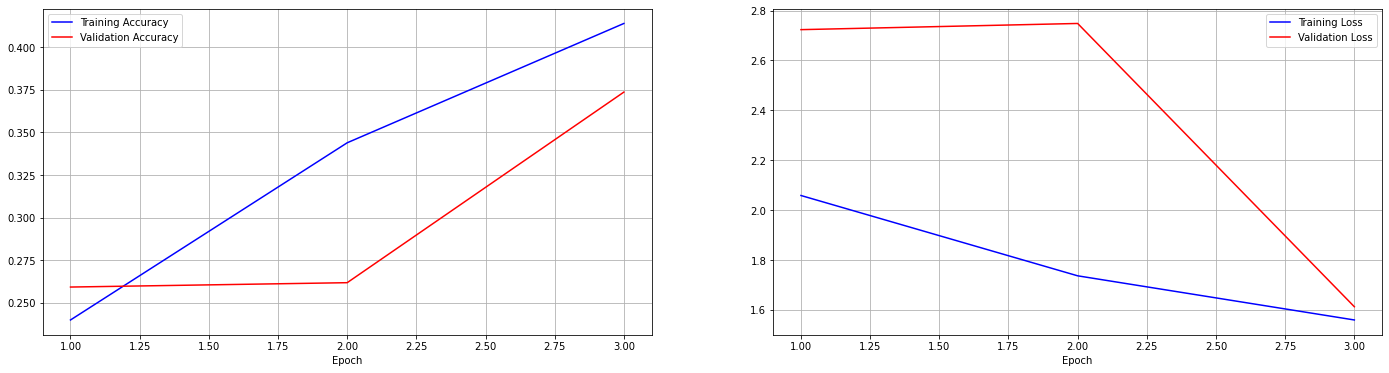 Training Accuracy
Validation Accuracy
0.400
0.375
0.350
0.325
0.300
0.275
0.250
1.00 1.25 1.50 1.75 2.00 2.25 2.50 2.75 3.00
Epoch
Training Loss
Validation Loss
2.8
2.6
2.4
2.2
2.0
1.8
1.6
1.00 1.25 1.50 1.75 2.00 2.25 2.50 2.75 3.00
Epoch